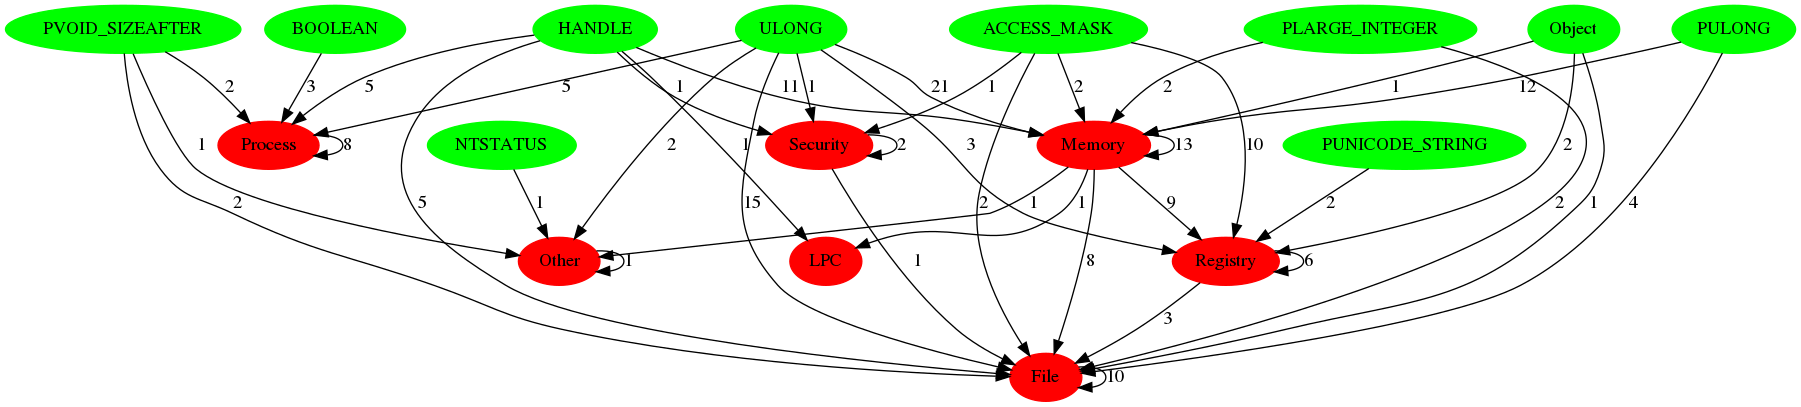 PVOID_SIZEAFTER BOOLEAN HANDLE ULONG ACCESS_MASK PLARGE_INTEGER Object PULONG
2 3 5 5 1 1 11 21 1 2 2 1 12
1 NTSTATUS 2 1 3 10 2 PUNICODE_STRING
Process 8 Security 2 Memory 13
2 1 5 15 2 1 1 9 2 2 1 4
Other 1 LPC 1 8 Registry 6
3
File 10